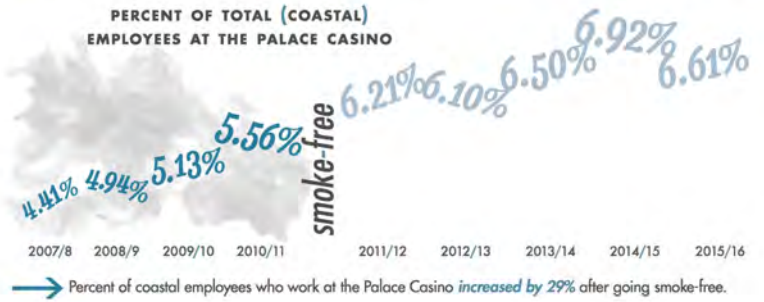 PERCENT OF TOTAL (COASTAL)
EMPLOYEES AT THE PALACE CASINO
4.41% 4.94% 5.13% 5.56% smoke-free 6.21% 6.10% 6.50% 6.92% 6.61%
2007/8 2008/9 2009/10 2010/11 2011/12 2012/13 2013/14 2014/15 2015/16
Percent of coastal employees who work at the Palace Casino increased by 29% after going smoke-free.